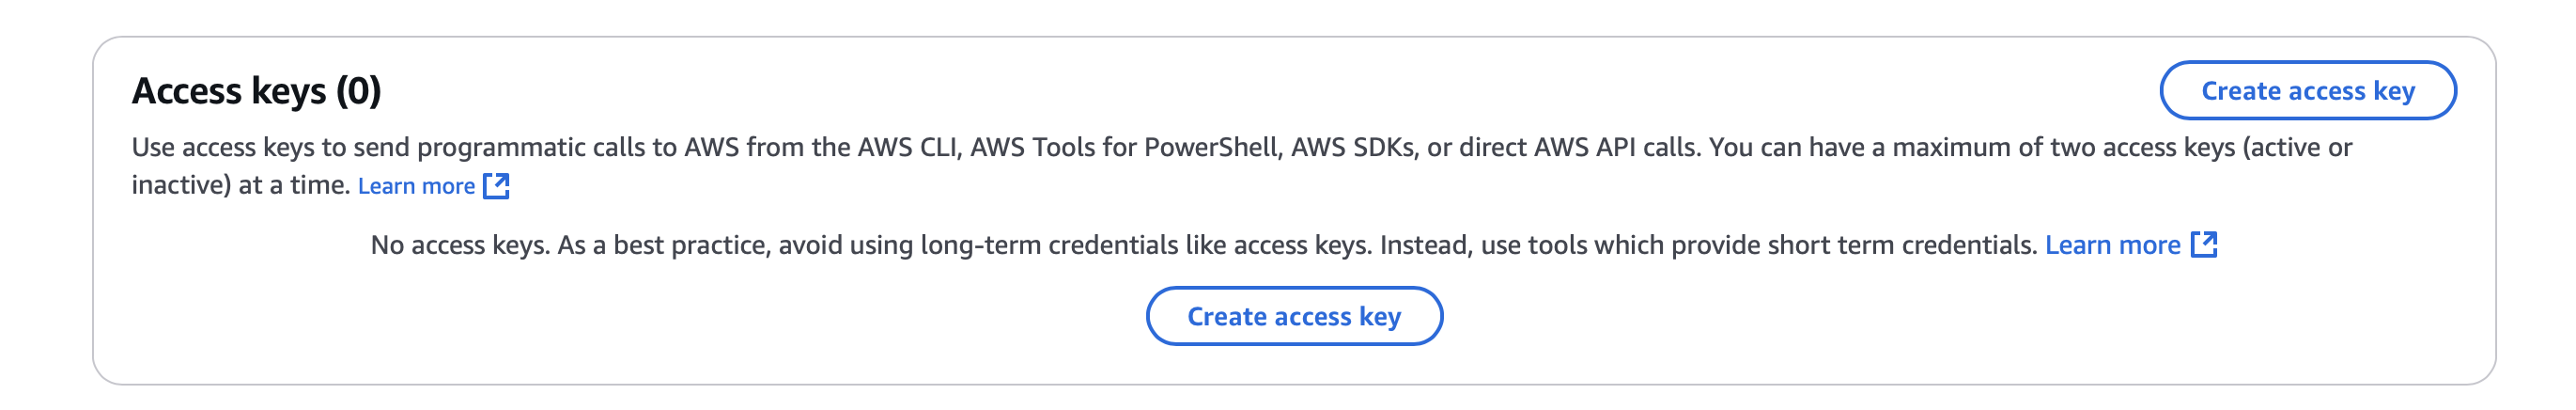 Access keys (0)
Create access key
Use access keys to send programmatic calls to AWS from the AWS CLI, AWS Tools for PowerShell, AWS SDKs, or direct AWS API calls. You can have a maximum of two access keys (active or
inactive) at a time. Learn more
No access keys. As a best practice, avoid using long-term credentials like access keys. Instead, use tools which provide short term credentials. Learn more
Create access key